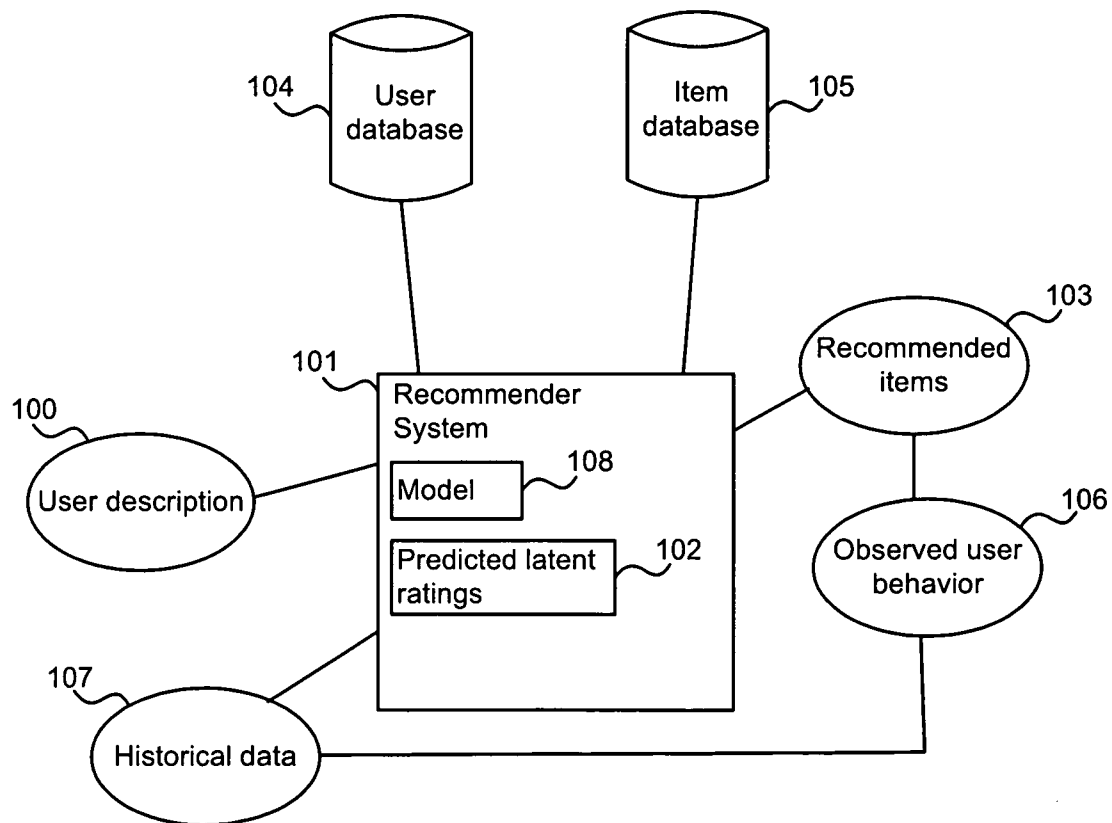 104
User
database
Item
database
105
103
Recommended
items
101
Recommender
System
100
User description
Model
108
106
Observed user
behavior
Predicted latent
ratings
102
107
Historical data